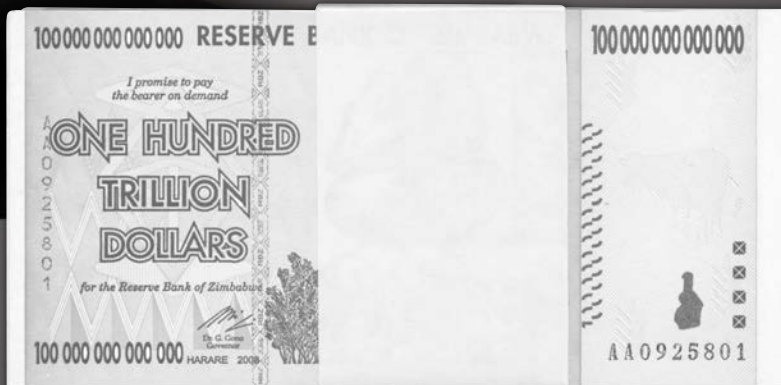 100 000 000 000 000 RESERVE B
100 000 000 000 000
I promise to pay
the bearer on demand
ONE HUNDRED
TRILLION
DOLLARS
for the Reserve Bank of Zimbabwe
Dr. G. Gono
Governor
100 000 000 000 000 HARARE 2008
AA0925801
AA0925801